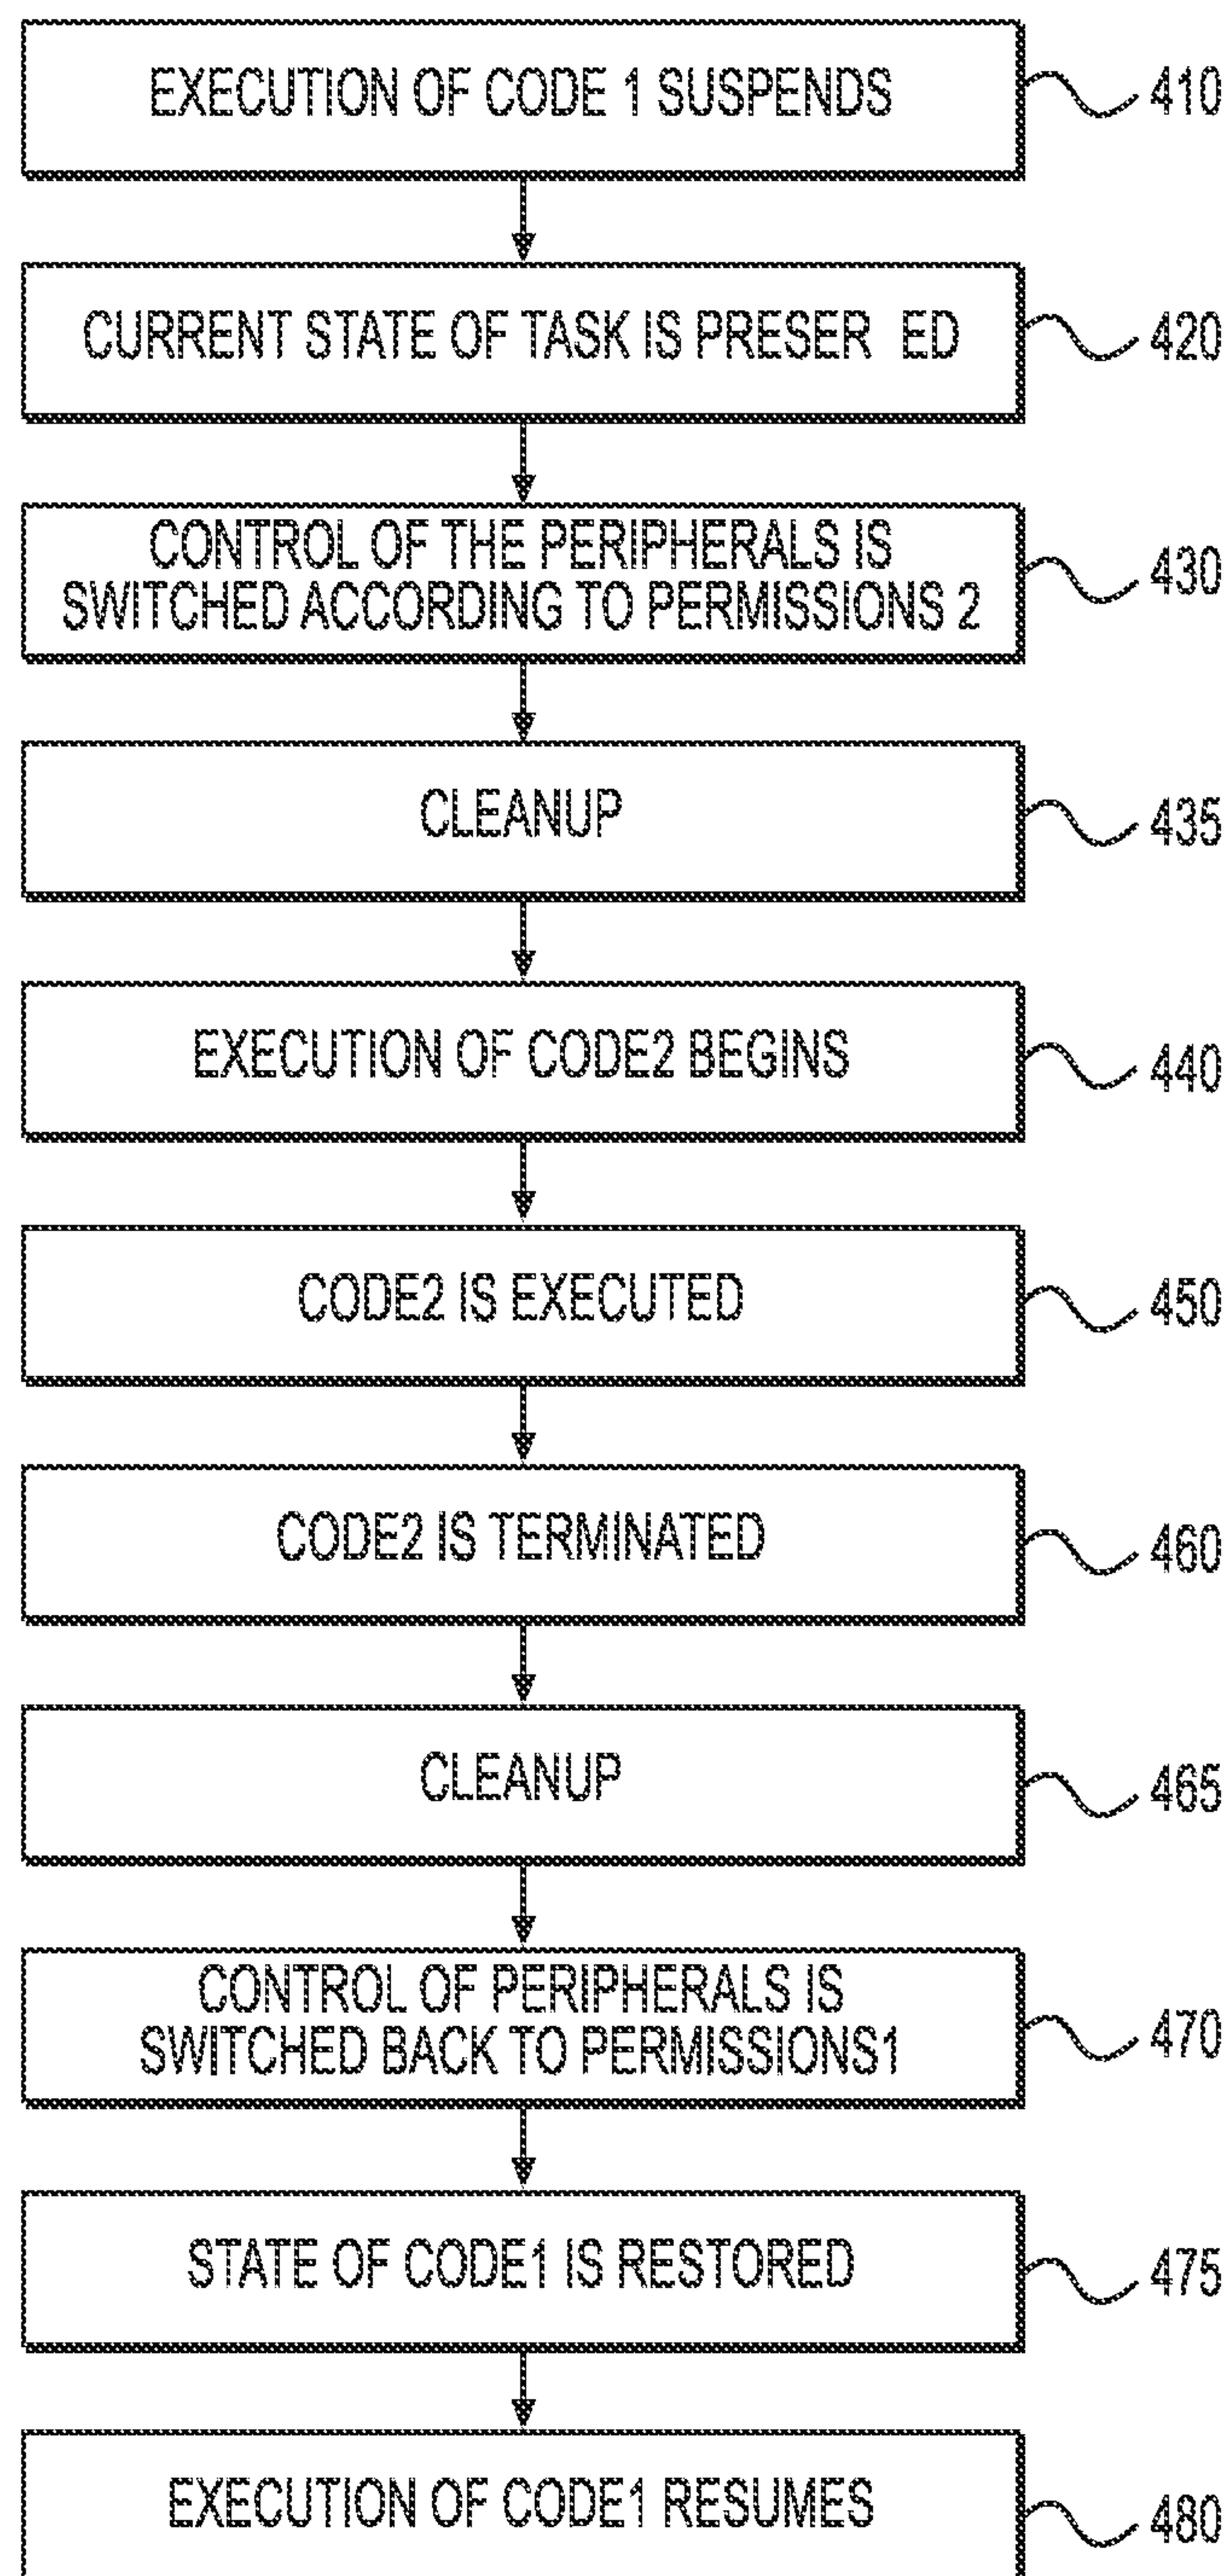 EXECUTION OF CODE 1 SUSPENDS
410
CURRENT STATE OF TASK IS PRESER ED
420
CONTROL OF THE PERIPHERALS IS
SWITCHED ACCORDING TO PERMISSIONS 2
430
CLEANUP
435
EXECUTION OF CODE2 BEGINS
440
CODE2 IS EXECUTED
450
CODE2 IS TERMINATED
460
CLEANUP
465
CONTROL OF PERIPHERALS IS
SWITCHED BACK TO PERMISSIONS1
470
STATE OF CODE1 IS RESTORED
475
EXECUTION OF CODE1 RESUMES
480